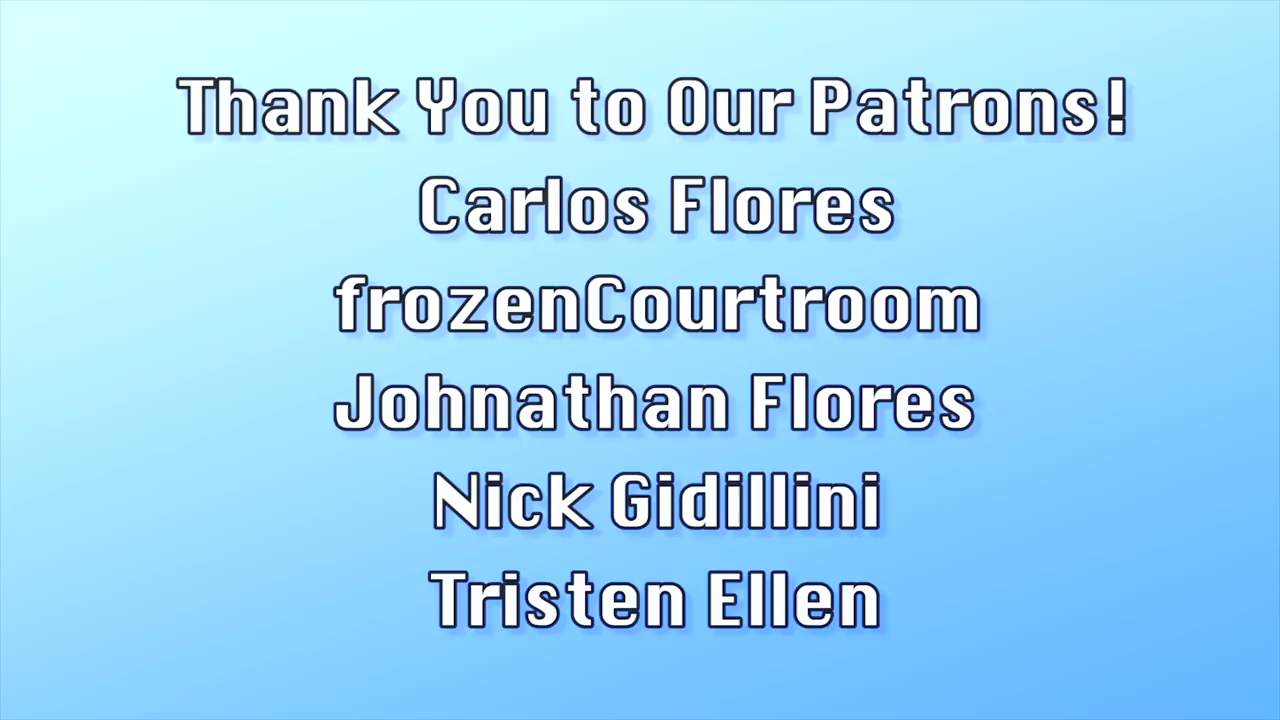 Thank You to Our Patrons!
Carlos Flores
frozenCourtroom
Johnathan Flores
Nick Gidillini
Tristen Ellen